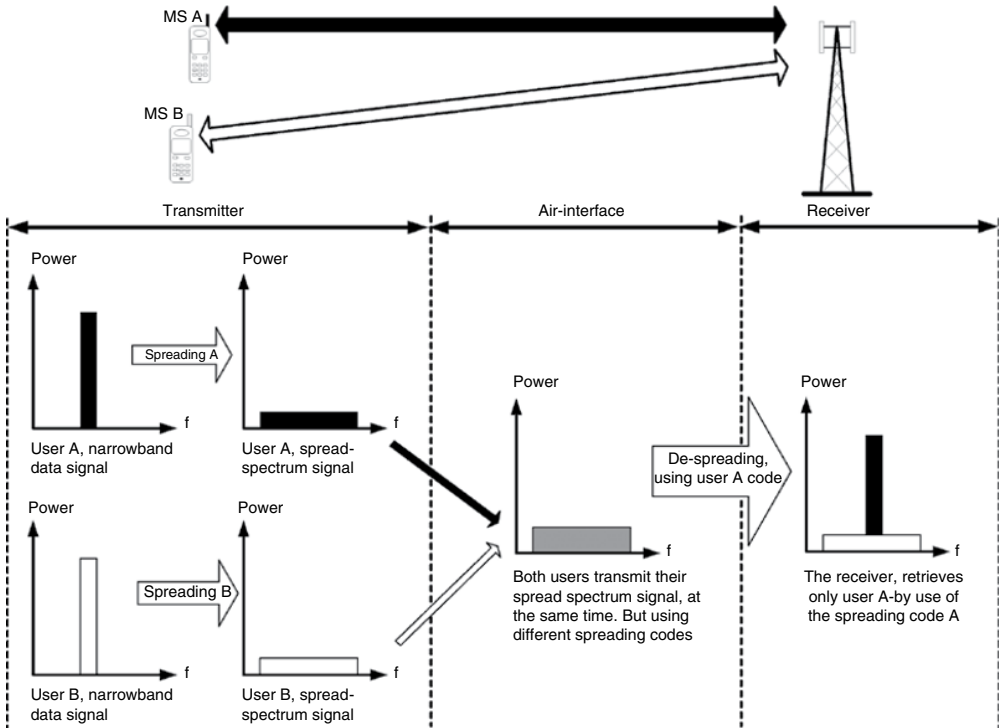 MS A
MS B
Transmitter
Air-interface
Receiver
Power
f
User A, narrowband
data signal
Spreading A
Power
f
User A, spread-
spectrum signal
Power
f
User B, narrowband
data signal
Spreading B
Power
f
User B, spread-
spectrum signal
Power
f
Both users transmit their
spread spectrum signal, at
the same time. But using
different spreading codes
De-spreading,
using user A code
Power
f
The receiver, retrieves
only user A-by use of
the spreading code A